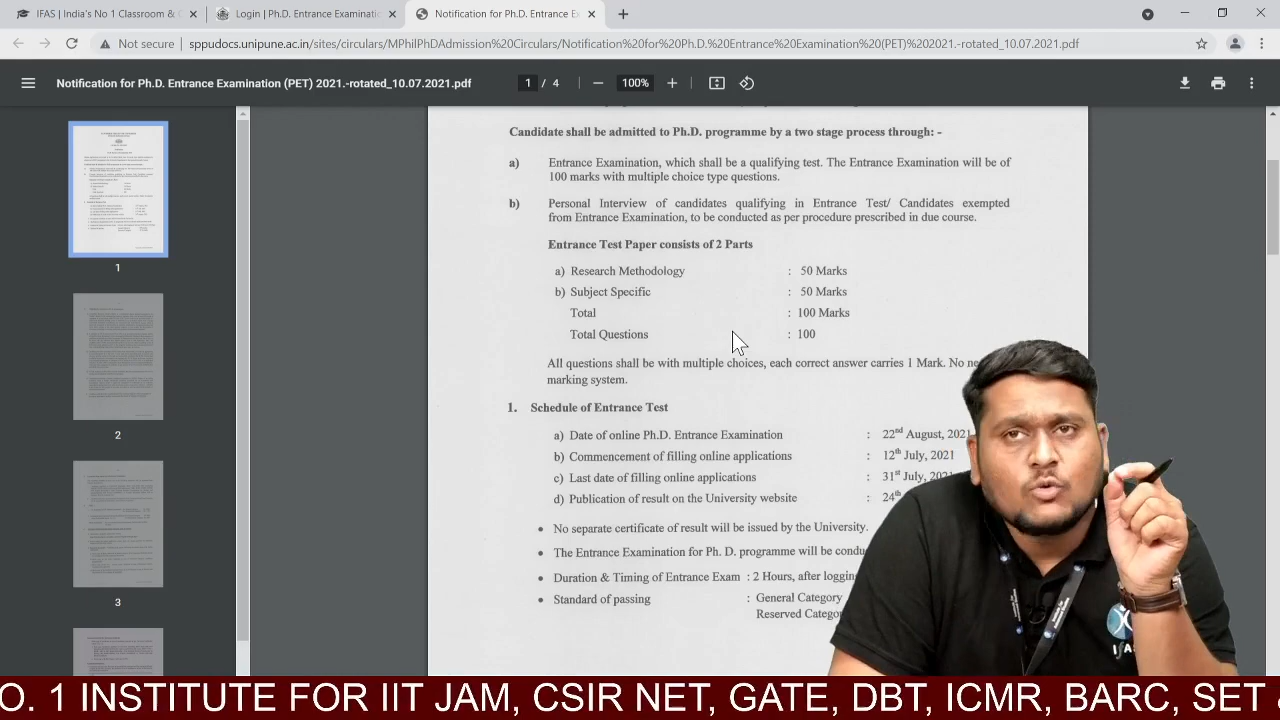 IFAS | India's No 1 Classroom & C
Login | Ph.D. Entrance Examinatio
Notification for Ph.D. Entrance E
Not secure
sppudocs.unipune.ac.in/sites/circulars/MPhilPhDAdmission%20Circulars/Notification%20for%20Ph.D.%20Entrance%20Examination%20(PET)%202021.-rotated_10.07.2021.pdf
Notification for Ph.D. Entrance Examination (PET) 2021.-rotated_10.07.2021.pdf
1 / 4
100%
1
2
3
Candidate shall be admitted to Ph.D. programme by a two stage process through: -
a) Entrance Examination, which shall be a qualifying test. The Entrance Examination will be of
100 marks with multiple choice type questions.
b) Personal Interview of candidates qualifying in Entrance Test/ Candidates exempted
from Entrance Examination, to be conducted as per procedure prescribed in due course.
Entrance Test Paper consists of 2 Parts
a) Research Methodology : 50 Marks
b) Subject Specific : 50 Marks
Total : 100 Marks
Total Questions : 100
All questions shall be with multiple choices, each correct answer carries 1 Mark. No
marking system.
1. Schedule of Entrance Test
a) Date of online Ph.D. Entrance Examination : 22nd August, 2021
b) Commencement of filling online applications : 12th July, 2021
c) Last date of filling online applications : 31st July, 2021
d) Publication of result on the University website : 24th
• No separate certificate of result will be issued by the University.
• The Entrance Examination for Ph. D. programme will be
• Duration & Timing of Entrance Exam : 2 Hours, after
• Standard of passing : General Category
Reserved
O. 1 INSTITUTE FOR IIT JAM, CSIR NET, GATE, DBT, ICMR, BARC, SET